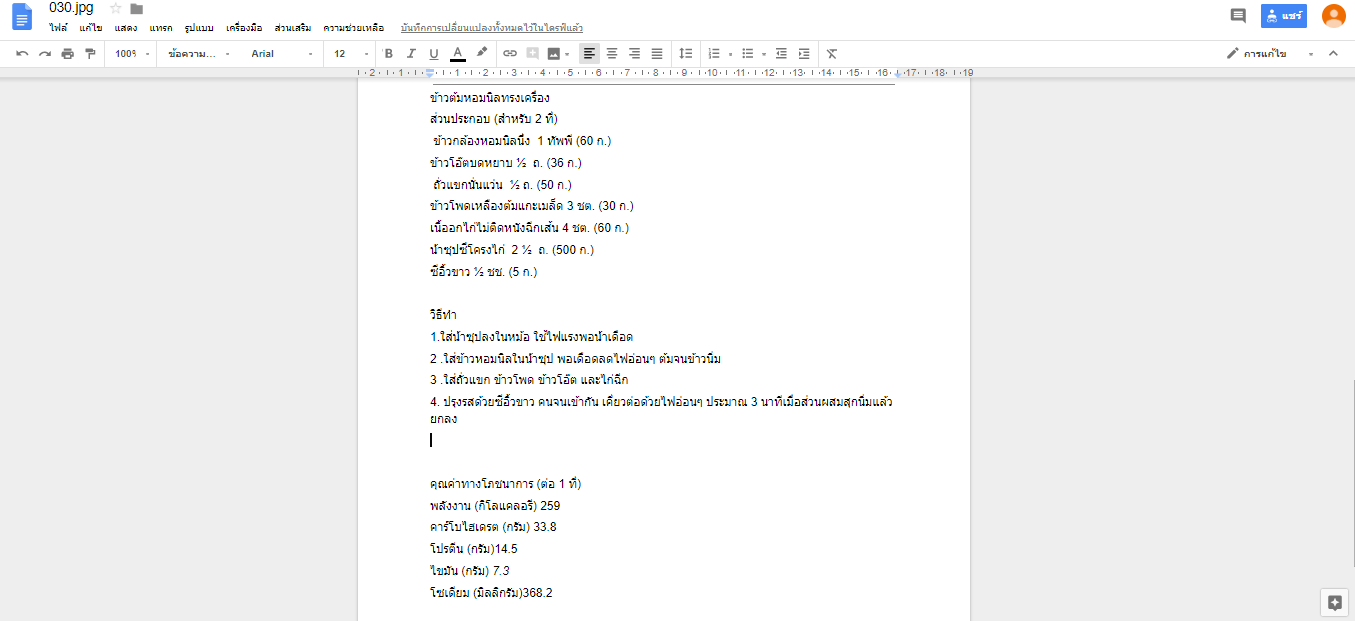 030.jpg
ไฟล์ แก้ไข แสดง แทรก รูปแบบ เครื่องมือ ส่วนเสริม ความช่วยเหลือ บันทึกการเปลี่ยนแปลงทั้งหมดไว้ในไดรฟ์แล้ว
แชร์
100% ข้อความ... Arial 12 B I U A การแก้ไข
2 1 1 2 3 4 5 6 7 8 9 10 11 12 13 14 15 16 17 18 19
ข้าวต้มหอมนิลทรงเครื่อง
ส่วนประกอบ (สำหรับ 2 ที่)
ข้าวกล้องหอมนิลนึ่ง 1 ทัพพี (60 ก.)
ข้าวโอ๊ตบดหยาบ ½ ถ. (36 ก.)
ถั่วแขกนั่นแว่น ½ ถ. (50 ก.)
ข้าวโพดเหลืองต้มแกะเมล็ด 3 ชต. (30 ก.)
เนื้ออกไก่ไม่ติดหนังฉีกเส้น 4 ชต. (60 ก.)
น้ำซุปซี่โครงไก่ 2 ½ ถ. (500 ก.)
ซีอิ้วขาว ½ ชช. (5 ก.)
วิธีทำ
1.ใส่น้ำซุปลงในหม้อ ใช้ไฟแรงพอน้ำเดือด
2 .ใส่ข้าวหอมนิลในน้ำซุป พอเดือดลดไฟอ่อนๆ ต้มจนข้าวนิ่ม
3 .ใส่ถั่วแขก ข้าวโพด ข้าวโอ๊ต และไก่ฉีก
4. ปรุงรสด้วยซีอิ้วขาว คนจนเข้ากัน เคี่ยวต่อด้วยไฟอ่อนๆ ประมาณ 3 นาทีเมื่อส่วนผสมสุกนิ่มแล้ว
ยกลง
คุณค่าทางโภชนาการ (ต่อ 1 ที่)
พลังงาน (กิโลแคลอรี) 259
คาร์โบไฮเดรต (กรัม) 33.8
โปรตีน (กรัม)14.5
ไขมัน (กรัม) 7.3
โซเดียม (มิลลิกรัม)368.2